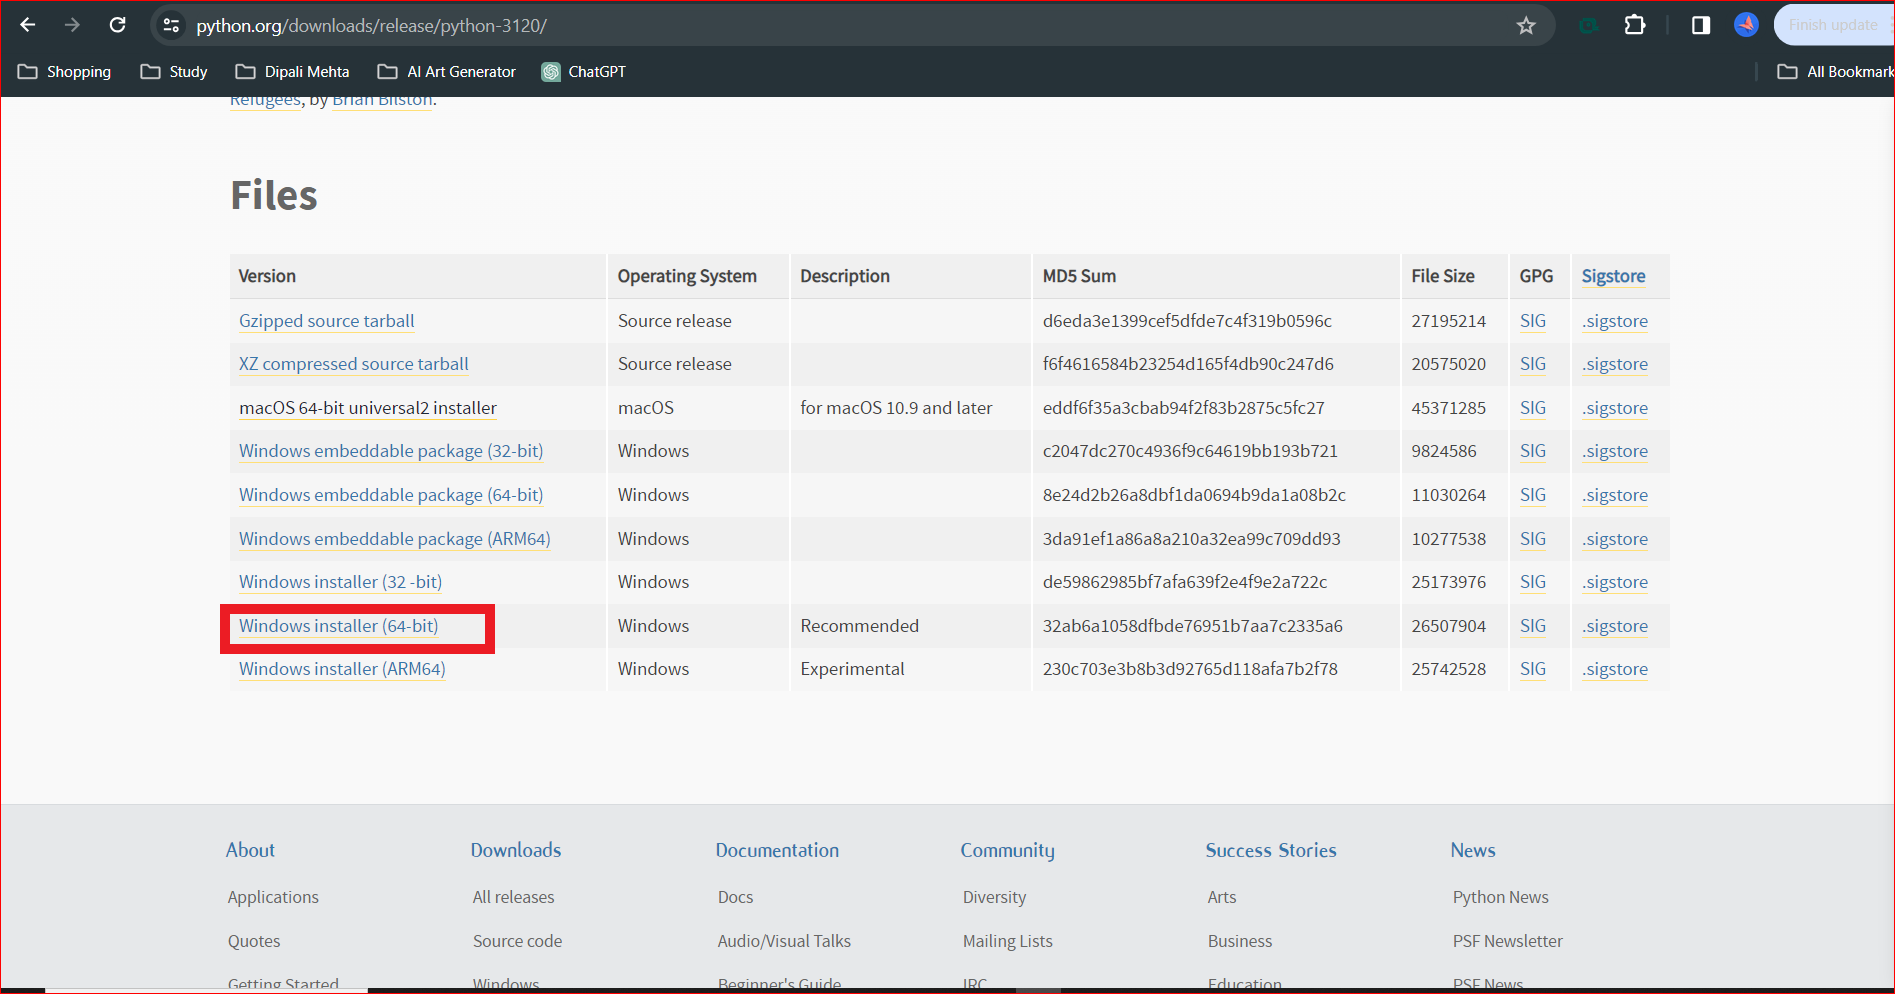 python.org/downloads/release/python-3120/
Finish update
Shopping Study Dipali Mehta AI Art Generator ChatGPT All Bookmark
Refugees, by Brian Bilston.
Files
Version Operating System Description MD5 Sum File Size GPG Sigstore
Gzipped source tarball Source release d6eda3e1399cef5dfde7c4f319b0596c 27195214 SIG .sigstore
XZ compressed source tarball Source release f6f4616584b23254d165f4db90c247d6 20575020 SIG .sigstore
macOS 64-bit universal2 installer macOS for macOS 10.9 and later eddf6f35a3cbab94f2f83b2875c5fc27 45371285 SIG .sigstore
Windows embeddable package (32-bit) Windows c2047dc270c4936f9c64619bb193b721 9824586 SIG .sigstore
Windows embeddable package (64-bit) Windows 8e24d2b26a8dbf1da0694b9da1a08b2c 11030264 SIG .sigstore
Windows embeddable package (ARM64) Windows 3da91ef1a86a8a210a32ea99c709dd93 10277538 SIG .sigstore
Windows installer (32 -bit) Windows de59862985bf7afa639f2e4f9e2a722c 25173976 SIG .sigstore
Windows installer (64-bit) Windows Recommended 32ab6a1058dfbde76951b7aa7c2335a6 26507904 SIG .sigstore
Windows installer (ARM64) Windows Experimental 230c703e3b8b3d92765d118afa7b2f78 25742528 SIG .sigstore
About Downloads Documentation Community Success Stories News
Applications All releases Docs Diversity Arts Python News
Quotes Source code Audio/Visual Talks Mailing Lists Business PSF Newsletter
Getting Started Windows Beginner's Guide IRC Education PSF News